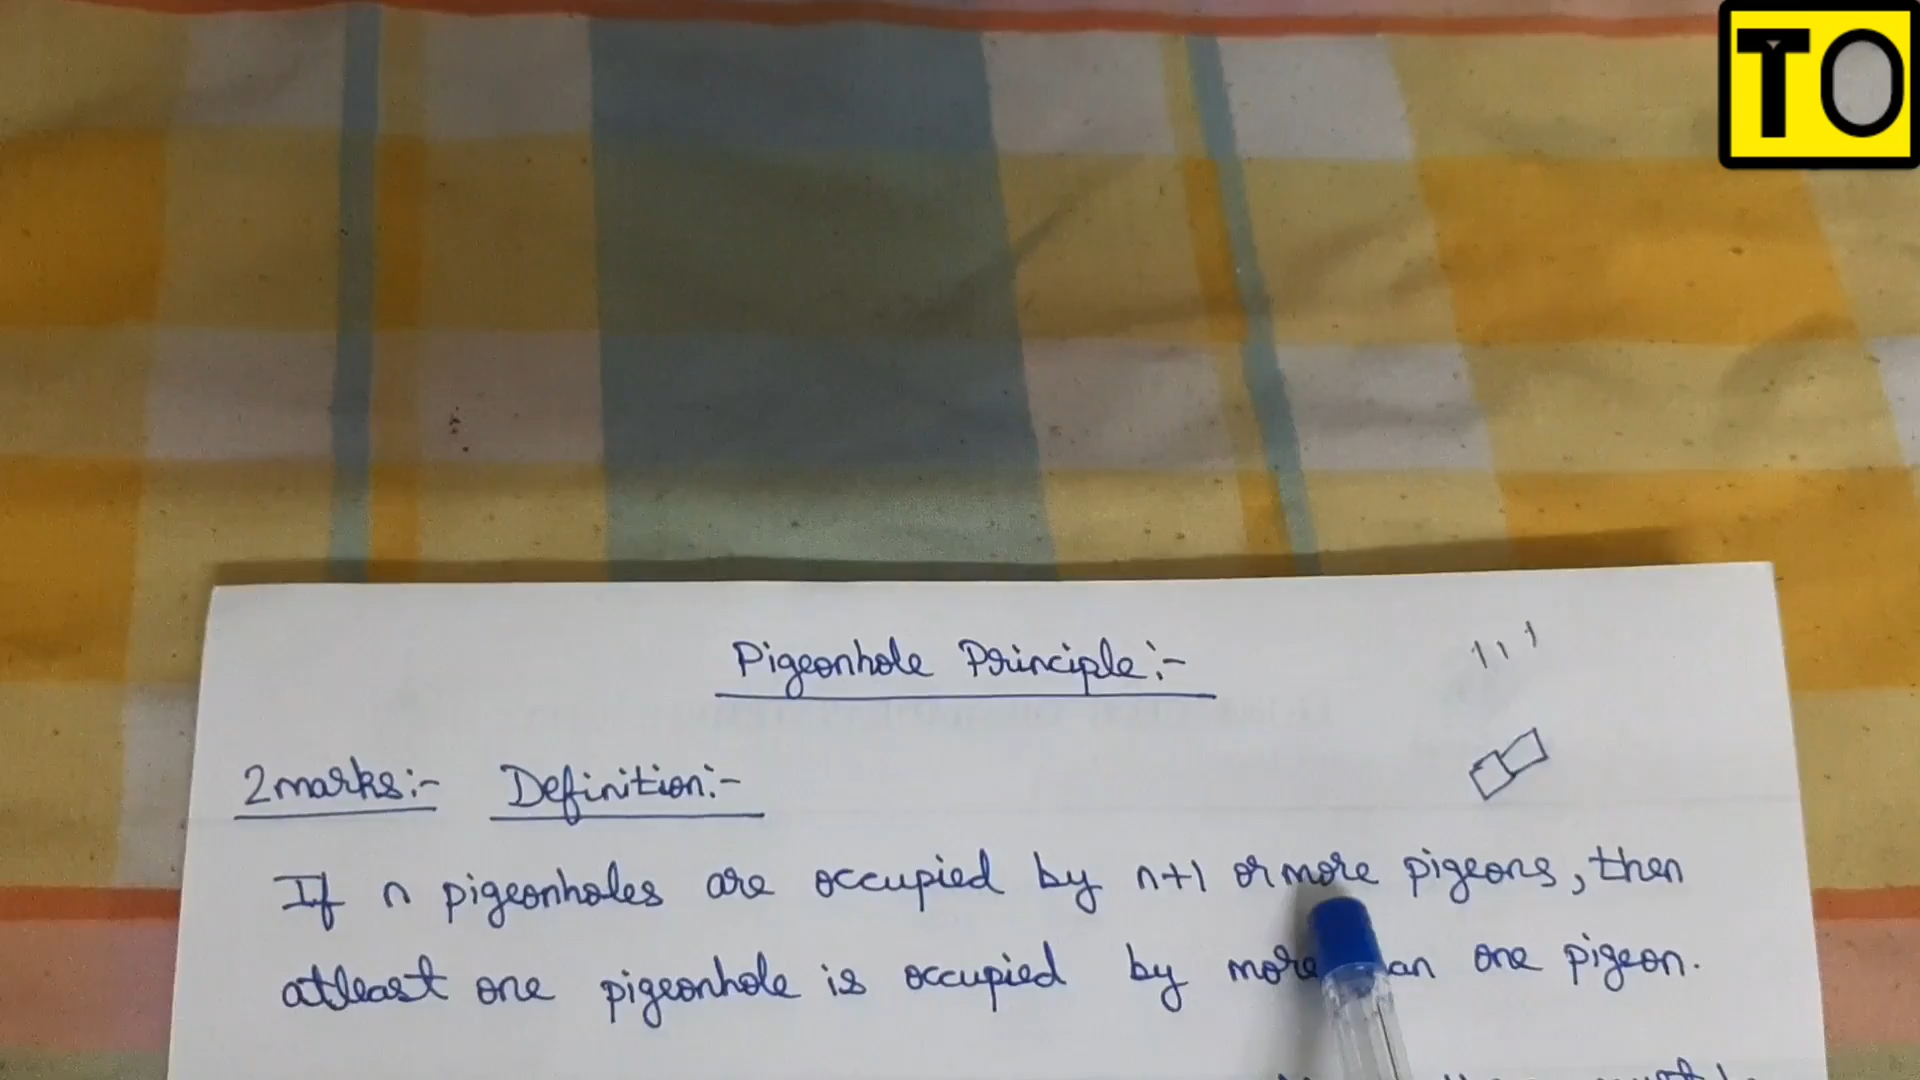 TO
Pigeonhole Principle:-
2marks:- Definition:-
If n pigeonholes are occupied by n+1 or more pigeons, then
atleast one pigeonhole is occupied by more an one pigeon.